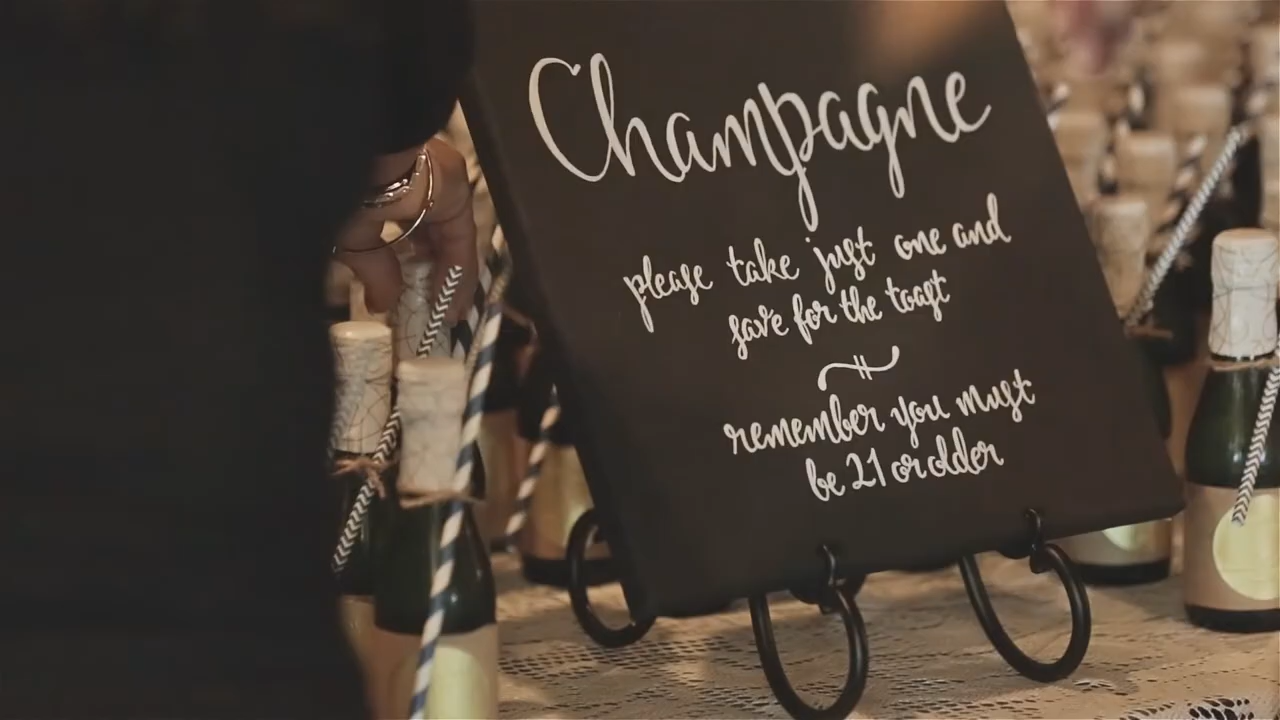 Champagne
please take just one and
save for the toast
remember you must
be 21 or older